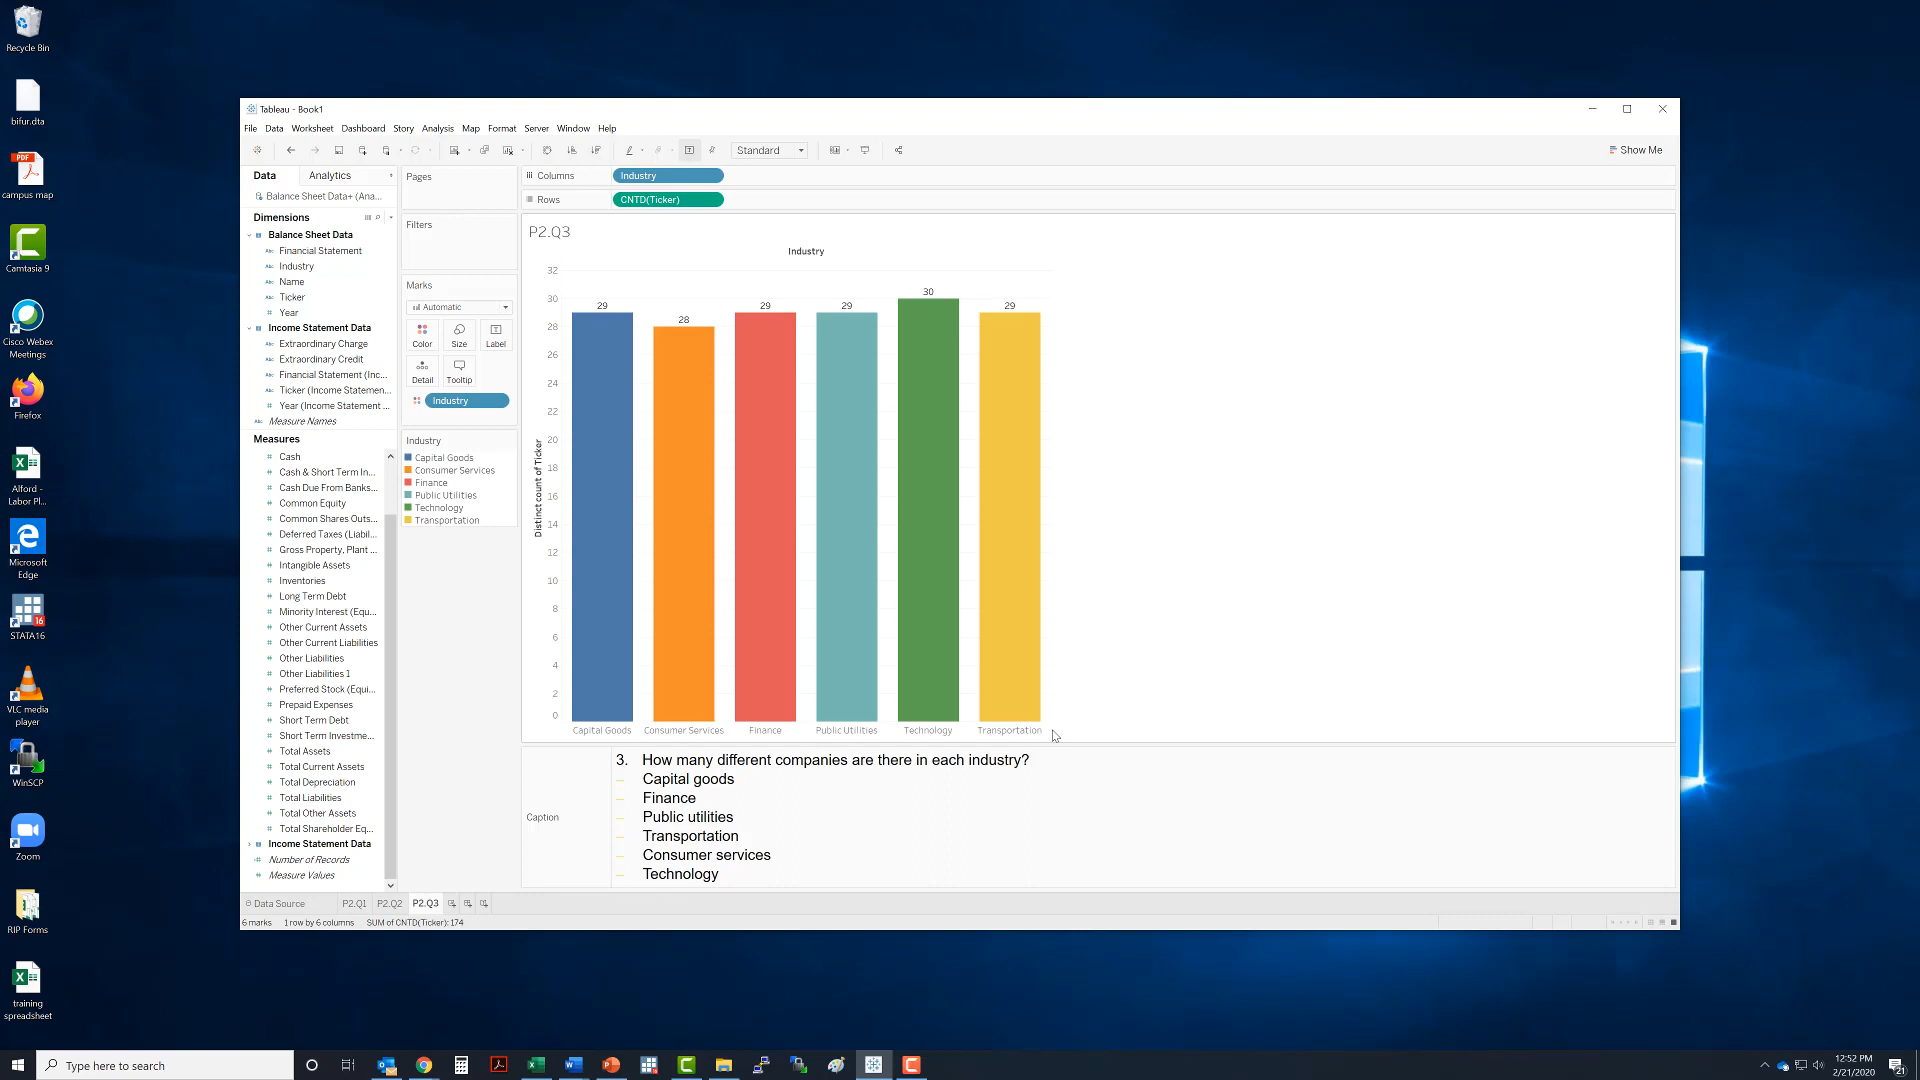 Recycle Bin
bifur.dta
campus map
Camtasia 9
Cisco Webex
Meetings
Firefox
Alford -
Labor Pl...
Microsoft
Edge
16
STATA16
VLC media
player
WinSCP
Zoom
RIP Forms
training
spreadsheet
Tableau - Book1
File Data Worksheet Dashboard Story Analysis Map Format Server Window Help
Standard
Show Me
Data Analytics
Balance Sheet Data+ (Ana...
Dimensions
Balance Sheet Data
Abc Financial Statement
Abc Industry
Abc Name
Abc Ticker
# Year
Income Statement Data
Abc Extraordinary Charge
Abc Extraordinary Credit
Abc Financial Statement (Inc...
Abc Ticker (Income Statemen...
# Year (Income Statement ...
Abc Measure Names
Measures
# Cash
# Cash & Short Term In...
# Cash Due From Banks...
# Common Equity
# Common Shares Outs...
# Deferred Taxes (Liabil...
# Gross Property, Plant ...
# Intangible Assets
# Inventories
# Long Term Debt
# Minority Interest (Equ...
# Other Current Assets
# Other Current Liabilities
# Other Liabilities
# Other Liabilities 1
# Preferred Stock (Equi...
# Prepaid Expenses
# Short Term Debt
# Short Term Investme...
# Total Assets
# Total Current Assets
# Total Depreciation
# Total Liabilities
# Total Other Assets
# Total Shareholder Eq...
Income Statement Data
=# Number of Records
# Measure Values
Pages
Filters
Marks
Automatic
Color Size Label
Detail Tooltip
Industry
Industry
Capital Goods
Consumer Services
Finance
Public Utilities
Technology
Transportation
Columns Industry
Rows CNTD(Ticker)
P2.Q3
Industry
Distinct count of Ticker
32
30
28
26
24
22
20
18
16
14
12
10
8
6
4
2
0
29 28 29 29 30 29
Capital Goods Consumer Services Finance Public Utilities Technology Transportation
Caption
3. How many different companies are there in each industry?
– Capital goods
– Finance
– Public utilities
– Transportation
– Consumer services
– Technology
Data Source P2.Q1 P2.Q2 P2.Q3
6 marks 1 row by 6 columns SUM of CNTD(Ticker): 174
Type here to search
12:52 PM
2/21/2020
21